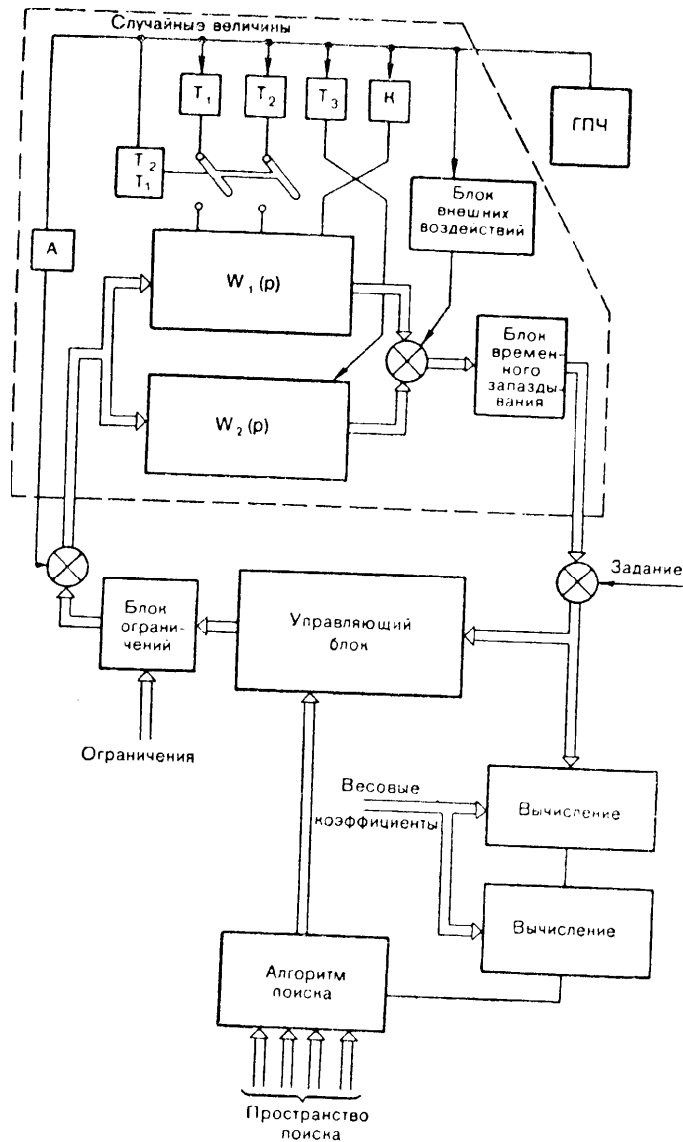 Случайные величины
T1
T2
T3
К
ГПЧ
T2
T1
Блок
внешних
воздействий
А
W1(p)
Блок
времен-
ного
запазды-
вания
W2(p)
Задание
Блок
ограни-
чений
Управляющий
блок
Ограничения
Весовые
коэффициенты
Вычисление
Вычисление
Алгоритм
поиска
Пространство
поиска